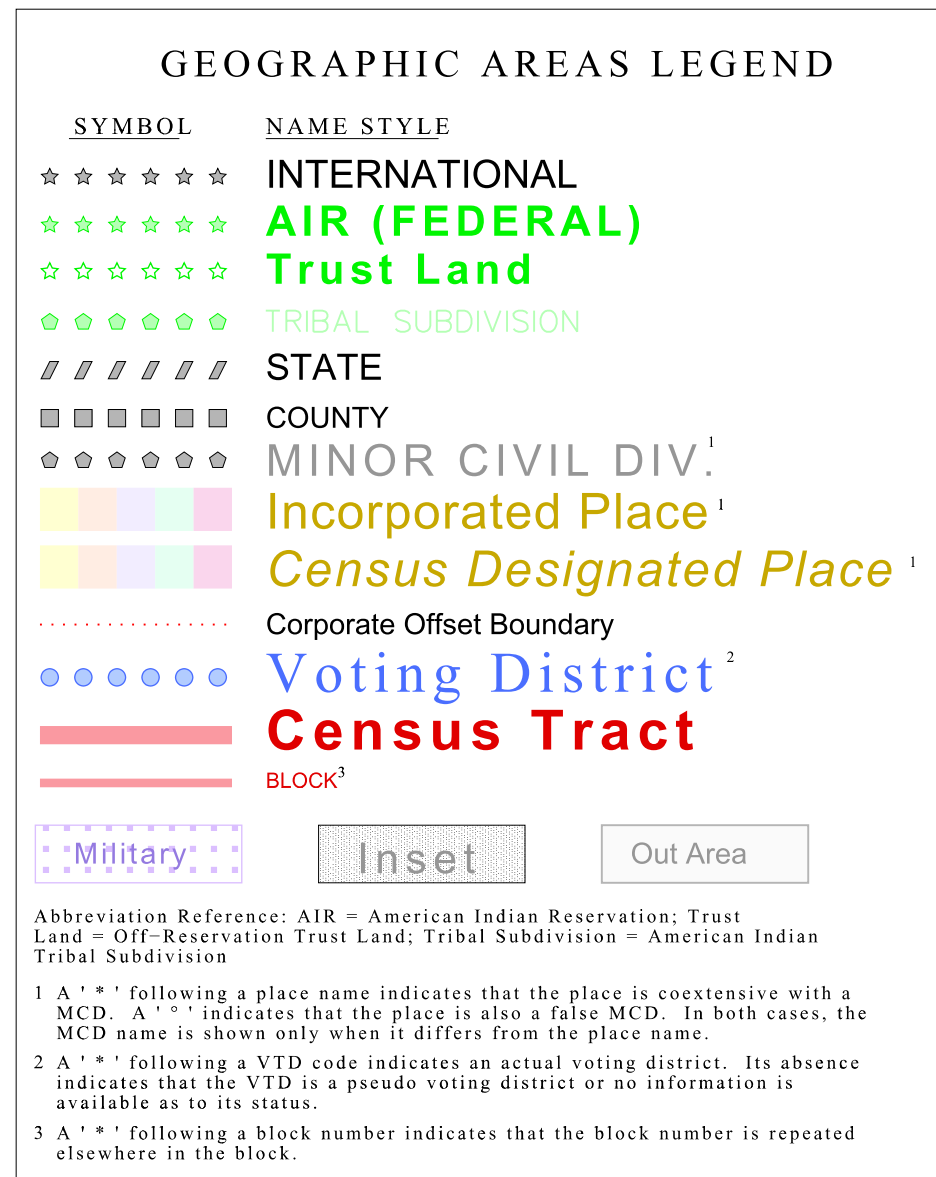 GEOGRAPHIC AREAS LEGEND
SYMBOL NAME STYLE
INTERNATIONAL
AIR (FEDERAL)
Trust Land
TRIBAL SUBDIVISION
STATE
COUNTY
MINOR CIVIL DIV.1
Incorporated Place 1
Census Designated Place 1
Corporate Offset Boundary
Voting District 2
Census Tract
BLOCK3
Military Inset Out Area
Abbreviation Reference: AIR = American Indian Reservation; Trust
Land = Off−Reservation Trust Land; Tribal Subdivision = American Indian
Tribal Subdivision
1 A ' * ' following a place name indicates that the place is coextensive with a
MCD. A ' ° ' indicates that the place is also a false MCD. In both cases, the
MCD name is shown only when it differs from the place name.
2 A ' * ' following a VTD code indicates an actual voting district. Its absence
indicates that the VTD is a pseudo voting district or no information is
available as to its status.
3 A ' * ' following a block number indicates that the block number is repeated
elsewhere in the block.